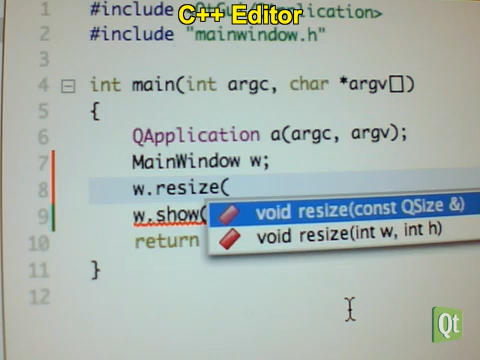 C++ Editor
1 #include <QtGui/QApplication>
2 #include "mainwindow.h"
3
4 int main(int argc, char *argv[])
5 {
6 QApplication a(argc, argv);
7 MainWindow w;
8 w.resize(
void resize(const QSize &)
9 w.show(
void resize(int w, int h)
10 return
11 }
12
Qt